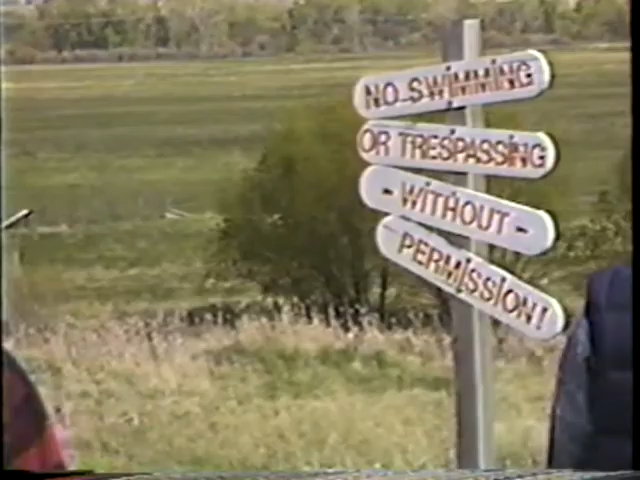 NO SWIMMING
OR TRESPASSING
- WITHOUT -
PERMISSION!